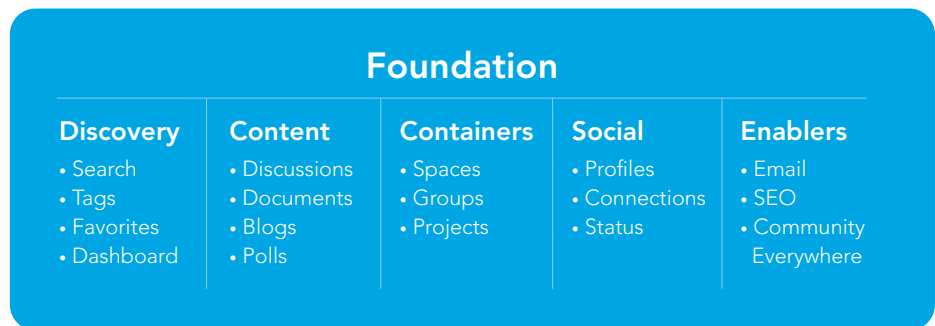 Foundation
Discovery
• Search
• Tags
• Favorites
• Dashboard
Content
• Discussions
• Documents
• Blogs
• Polls
Containers
• Spaces
• Groups
• Projects
Social
• Profiles
• Connections
• Status
Enablers
• Email
• SEO
• Community
Everywhere